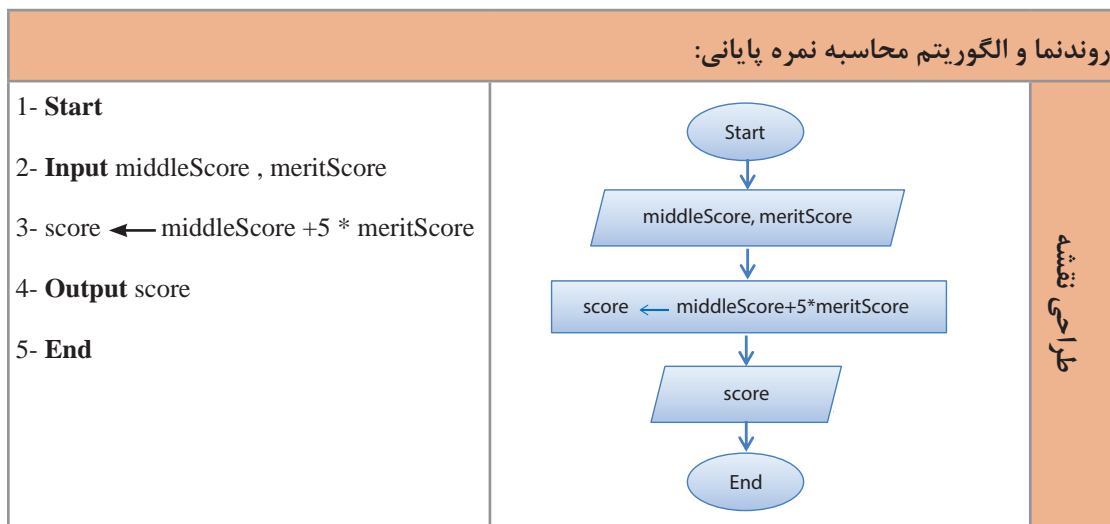 روندنما و الگوریتم محاسبه نمره پایانی:
طراحی نقشه
Start
middleScore, meritScore
score ← middleScore+5*meritScore
score
End
1- Start
2- Input middleScore , meritScore
3- score ← middleScore +5 * meritScore
4- Output score
5- End